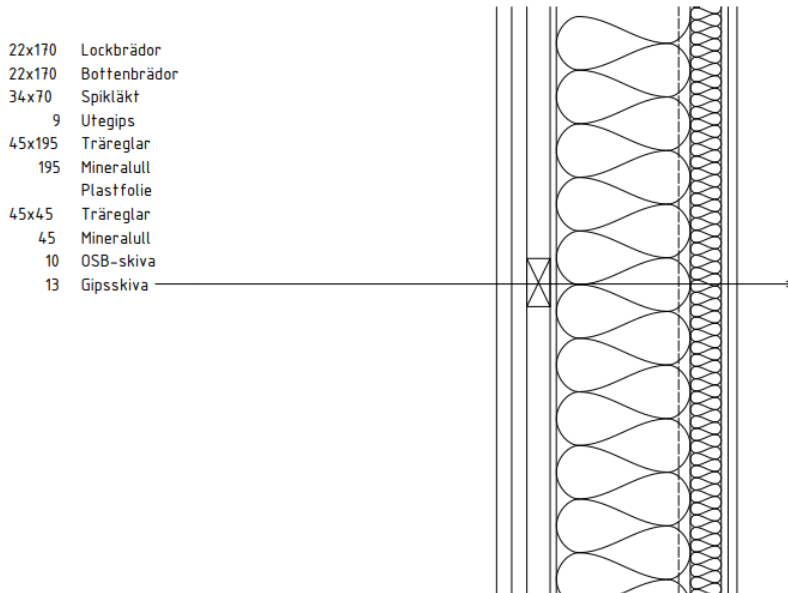 22x170 Lockbrädor
22x170 Bottenbrädor
34x70 Spikläkt
9 Utegips
45x195 Träreglar
195 Mineralull
Plastfolie
45x45 Träreglar
45 Mineralull
10 OSB-skiva
13 Gipsskiva